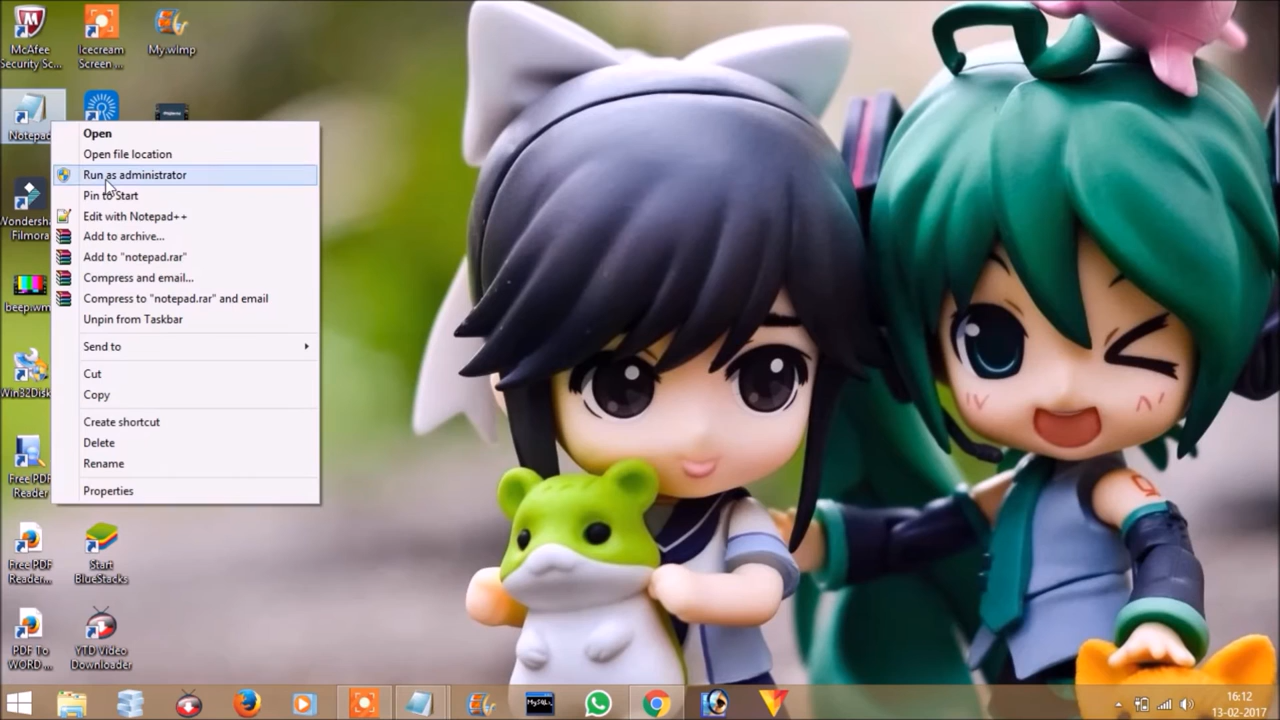 McAfee
Security Sc...
Icecream
Screen ...
My.wlmp
Notepad
Open
Open file location
Run as administrator
Pin to Start
Edit with Notepad++
Add to archive...
Add to "notepad.rar"
Compress and email...
Compress to "notepad.rar" and email
Unpin from Taskbar
Send to
Cut
Copy
Create shortcut
Delete
Rename
Properties
Wondersha
Filmora
beep.wm
Win32Disk
Free PDF
Reader
Free PDF
Reader...
Start
BlueStacks
PDF To
WORD ...
YTD Video
Downloader
MySQL
16:12
13-02-2017